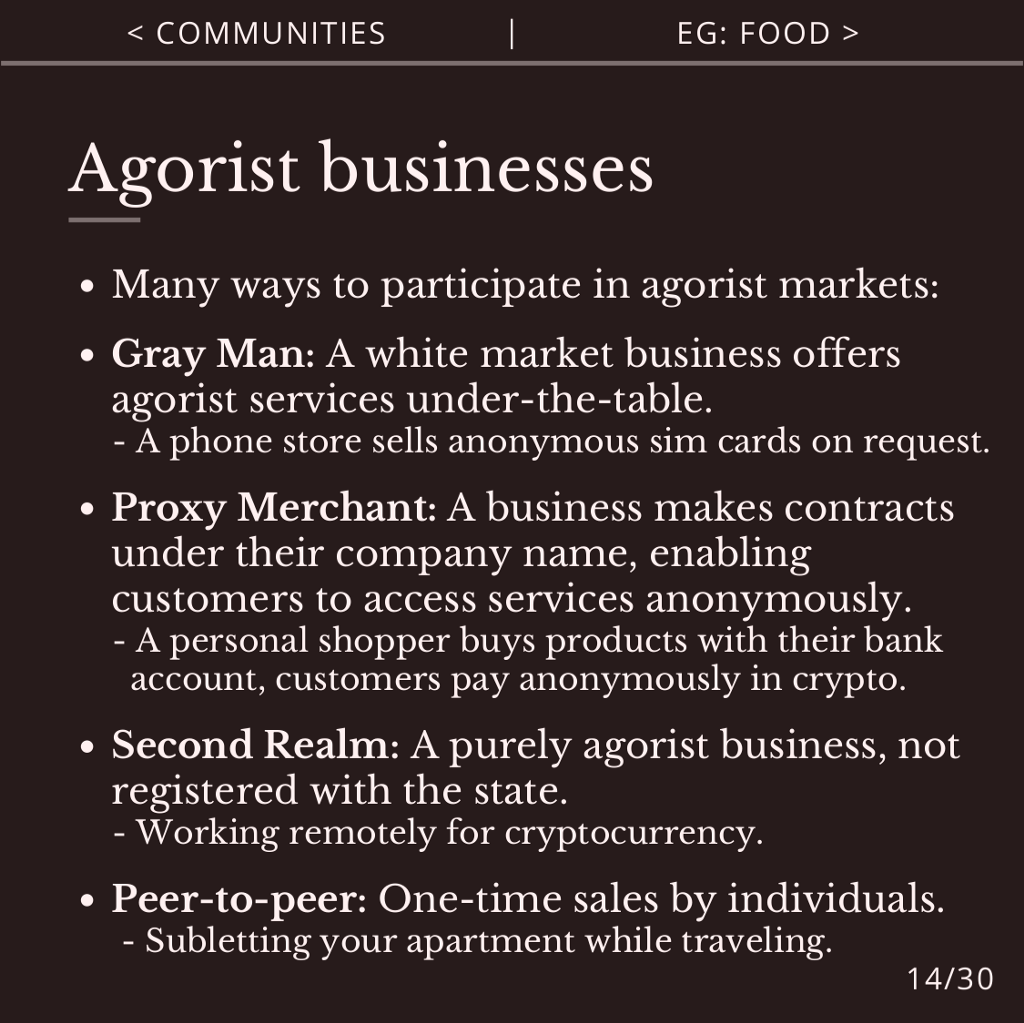 < COMMUNITIES | EG: FOOD >
Agorist businesses
• Many ways to participate in agorist markets:
• Gray Man: A white market business offers
agorist services under-the-table.
- A phone store sells anonymous sim cards on request.
• Proxy Merchant: A business makes contracts
under their company name, enabling
customers to access services anonymously.
- A personal shopper buys products with their bank
account, customers pay anonymously in crypto.
• Second Realm: A purely agorist business, not
registered with the state.
- Working remotely for cryptocurrency.
• Peer-to-peer: One-time sales by individuals.
- Subletting your apartment while traveling.
14/30